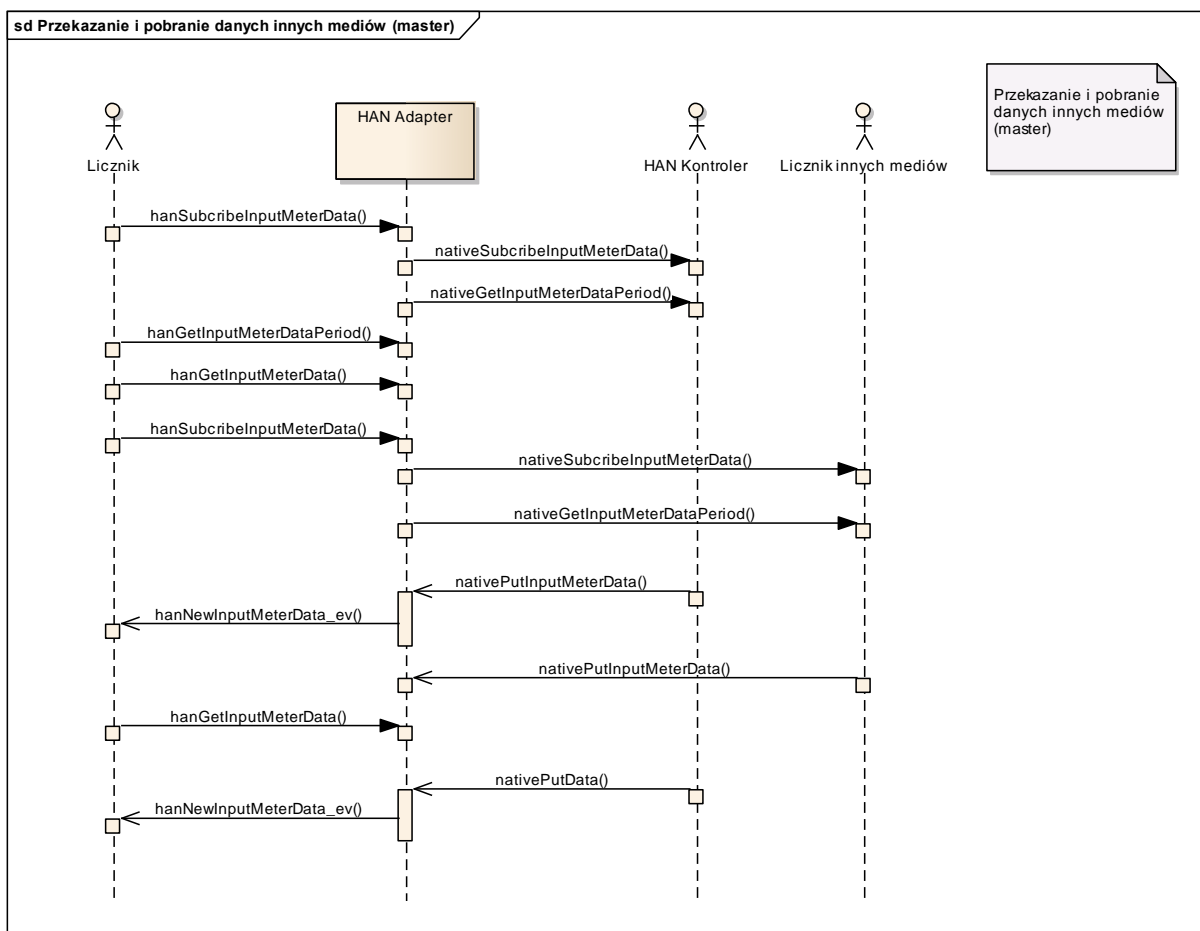 sd Przekazanie i pobranie danych innych mediów (master)
Przekazanie i pobranie
danych innych mediów
(master)
HAN Adapter
Licznik
HAN Kontroler
Licznik innych mediów
hanSubcribeInputMeterData()
nativeSubcribeInputMeterData()
nativeGetInputMeterDataPeriod()
hanGetInputMeterDataPeriod()
hanGetInputMeterData()
hanSubcribeInputMeterData()
nativeSubcribeInputMeterData()
nativeGetInputMeterDataPeriod()
nativePutInputMeterData()
hanNewInputMeterData_ev()
nativePutInputMeterData()
hanGetInputMeterData()
nativePutData()
hanNewInputMeterData_ev()